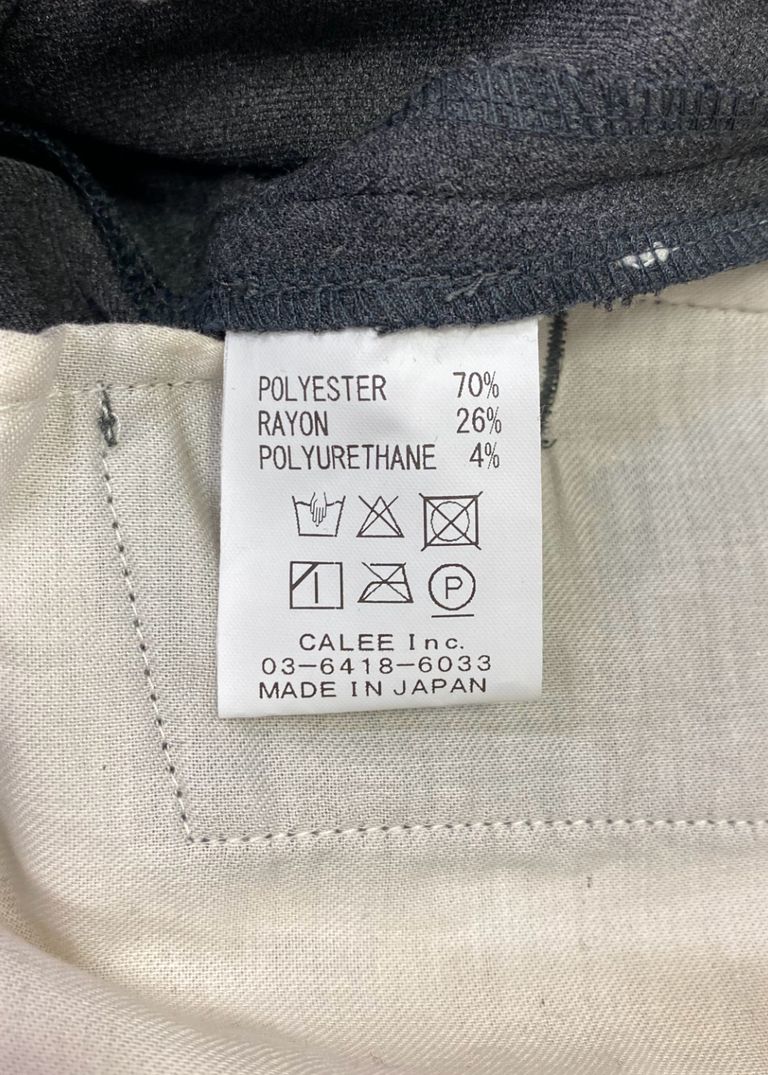 POLYESTER 70%
RAYON 26%
POLYURETHANE 4%
P
CALEE Inc.
03-6418-6033
MADE IN JAPAN